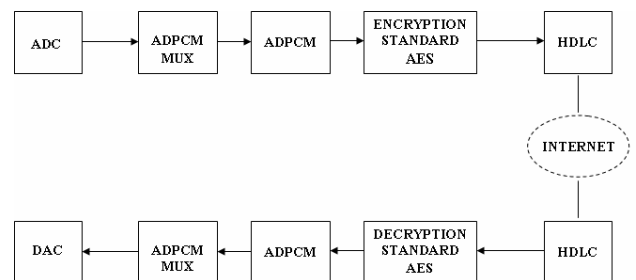 ADC
ADPCM
MUX
ADPCM
ENCRYPTION
STANDARD
AES
HDLC
INTERNET
DAC
ADPCM
MUX
ADPCM
DECRYPTION
STANDARD
AES
HDLC